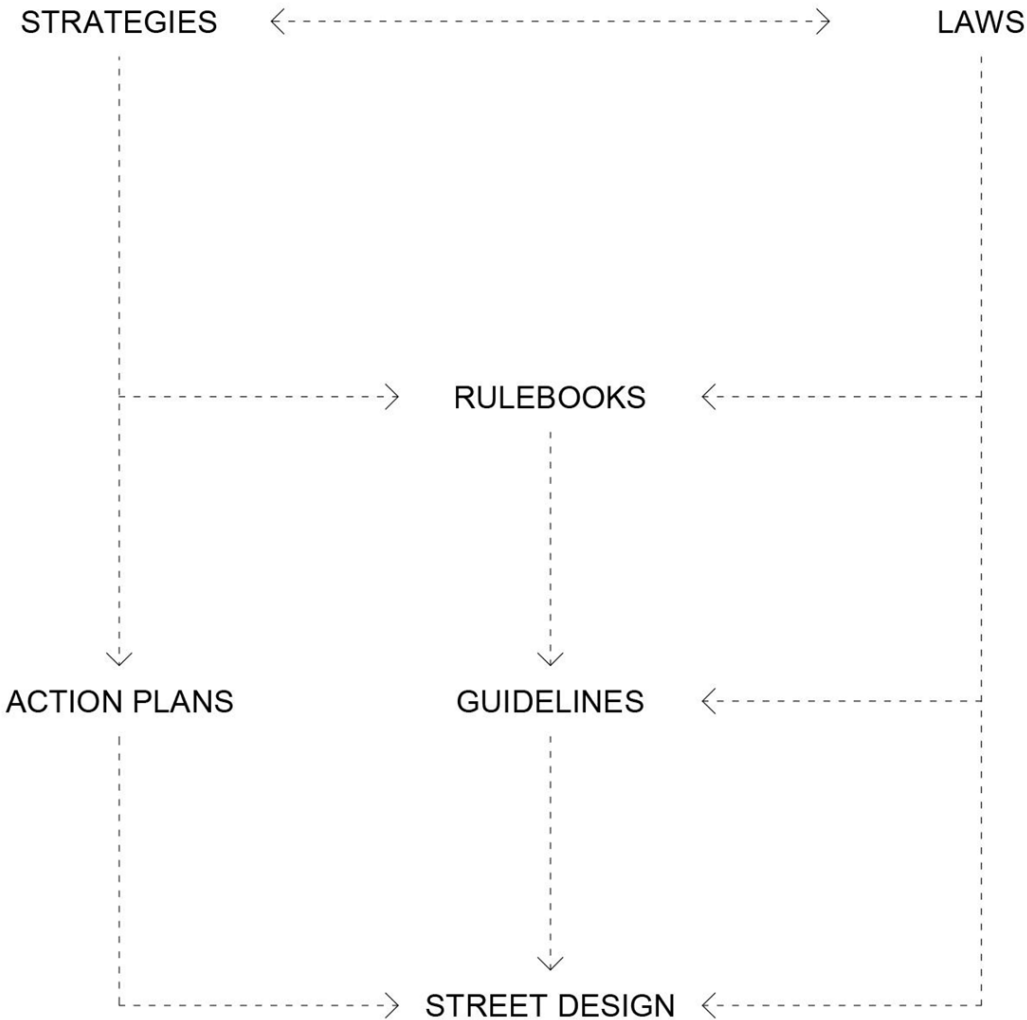 STRATEGIES
LAWS
RULEBOOKS
ACTION PLANS
GUIDELINES
STREET DESIGN